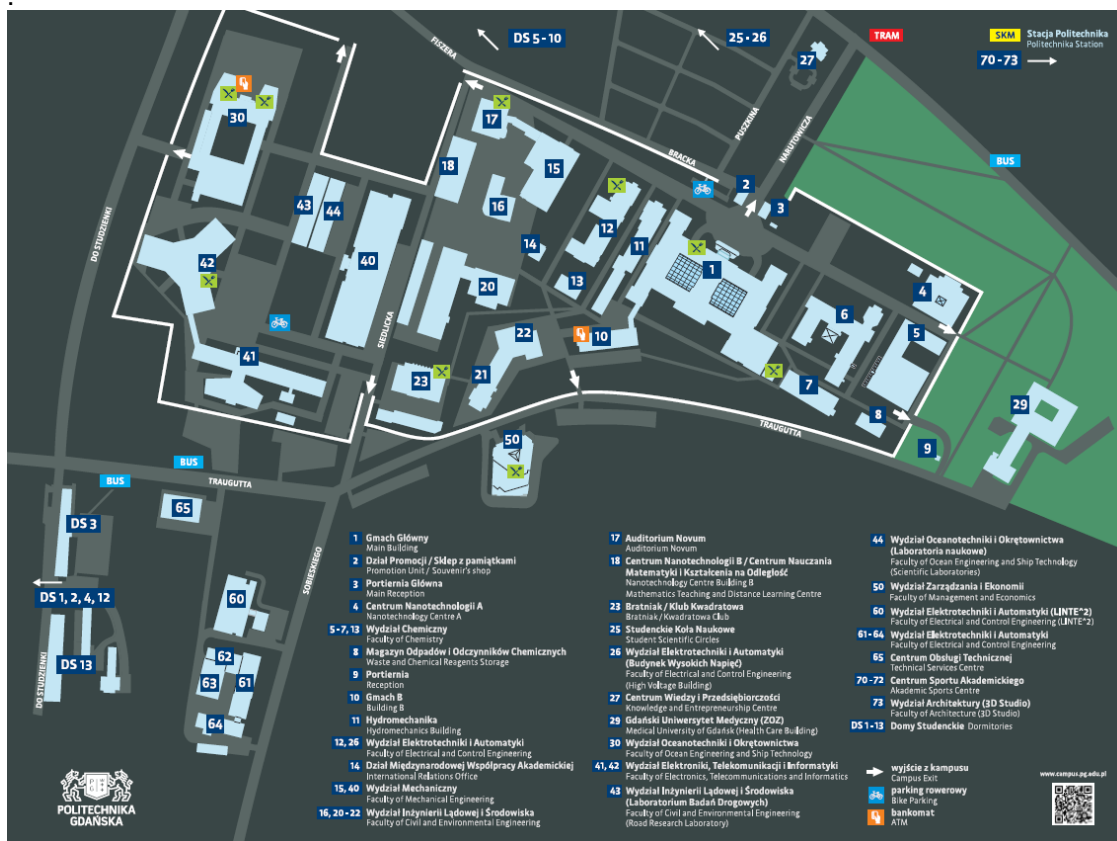 .
FISZERA
DS 5 - 10
25 - 26
27
TRAM
SKM Stacja Politechnika
Politechnika Station
70 - 73
30
17
PUSZKINA
NARUTOWICZA
BRACKA
BUS
18
15
43
44
16
2
3
12
11
14
DO STUDZIENKI
42
40
1
13
20
4
6
5
SIEDLICKA
22
10
41
23
21
7
29
8
TRAUGUTTA
9
50
BUS
TRAUGUTTA
BUS
65
DS 3
SOBIESKIEGO
DS 1, 2, 4, 12
60
DS 13
62
63
61
64
DO STUDZIENKI
1 Gmach Główny
Main Building
2 Dział Promocji / Sklep z pamiątkami
Promotion Unit / Souvenir's shop
3 Portiernia Główna
Main Reception
4 Centrum Nanotechnologii A
Nanotechnology Centre A
5 - 7, 13 Wydział Chemiczny
Faculty of Chemistry
8 Magazyn Odpadów i Odczynników Chemicznych
Waste and Chemical Reagents Storage
9 Portiernia
Reception
10 Gmach B
Building B
11 Hydromechanika
Hydromechanics Building
12, 26 Wydział Elektrotechniki i Automatyki
Faculty of Electrical and Control Engineering
14 Dział Międzynarodowej Współpracy Akademickiej
International Relations Office
15, 40 Wydział Mechaniczny
Faculty of Mechanical Engineering
16, 20 - 22 Wydział Inżynierii Lądowej i Środowiska
Faculty of Civil and Environmental Engineering
17 Auditorium Novum
Auditorium Novum
18 Centrum Nanotechnologii B / Centrum Nauczania
Matematyki i Kształcenia na Odległość
Nanotechnology Centre Building B
Mathematics Teaching and Distance Learning Centre
23 Bratniak / Klub Kwadratowa
Bratniak / Kwadratowa Club
25 Studenckie Koła Naukowe
Student Scientific Circles
26 Wydział Elektrotechniki i Automatyki
(Budynek Wysokich Napięć)
Faculty of Electrical and Control Engineering
(High Voltage Building)
27 Centrum Wiedzy i Przedsiębiorczości
Knowledge and Entrepreneurship Centre
29 Gdański Uniwersytet Medyczny (ZOZ)
Medical University of Gdańsk (Health Care Building)
30 Wydział Oceanotechniki i Okrętownictwa
Faculty of Ocean Engineering and Ship Technology
41, 42 Wydział Elektroniki, Telekomunikacji i Informatyki
Faculty of Electronics, Telecommunications and Informatics
43 Wydział Inżynierii Lądowej i Środowiska
(Laboratorium Badań Drogowych)
Faculty of Civil and Environmental Engineering
(Road Research Laboratory)
44 Wydział Oceanotechniki i Okrętownictwa
(Laboratoria naukowe)
Faculty of Ocean Engineering and Ship Technology
(Scientific Laboratories)
50 Wydział Zarządzania i Ekonomii
Faculty of Management and Economics
60 Wydział Elektrotechniki i Automatyki (LINTE^2)
Faculty of Electrical and Control Engineering (LINTE^2)
61 - 64 Wydział Elektrotechniki i Automatyki
Faculty of Electrical and Control Engineering
65 Centrum Obsługi Technicznej
Technical Services Centre
70 - 72 Centrum Sportu Akademickiego
Akademic Sports Centre
73 Wydział Architektury (3D Studio)
Faculty of Architecture (3D Studio)
DS 1 - 13 Domy Studenckie Dormitories
wyjście z kampusu
Campus Exit
parking rowerowy
Bike Parking
bankomat
ATM
www.campus.pg.edu.pl
POLITECHNIKA
GDAŃSKA